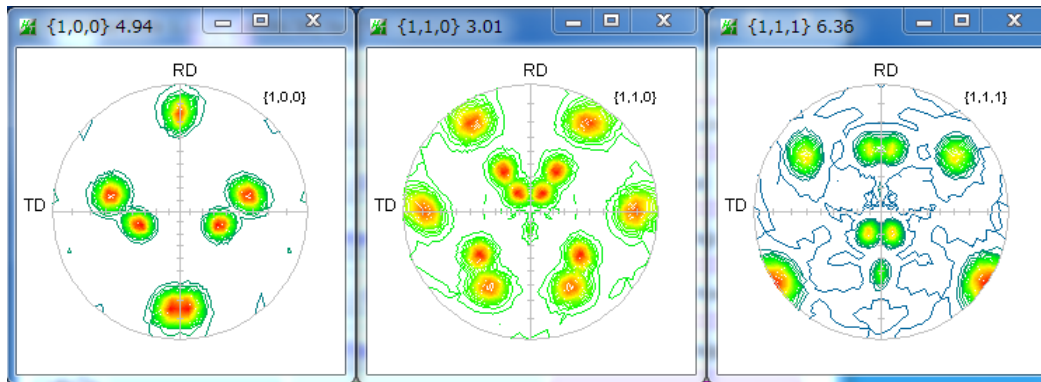 {1,0,0} 4.94
RD
{1,0,0}
TD
{1,1,0} 3.01
RD
{1,1,0}
TD
{1,1,1} 6.36
RD
{1,1,1}
TD